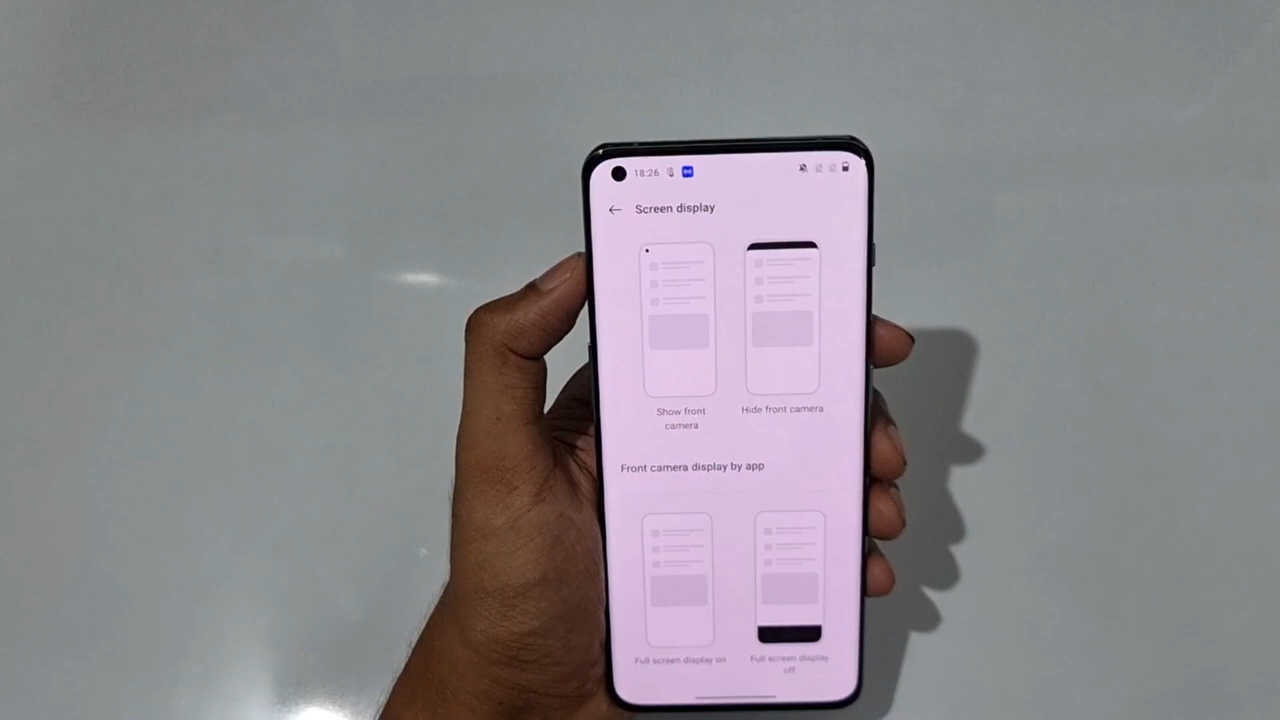 18:26
Screen display
Show front
camera
Hide front camera
Front camera display by app
Full screen display on
Full screen display
off